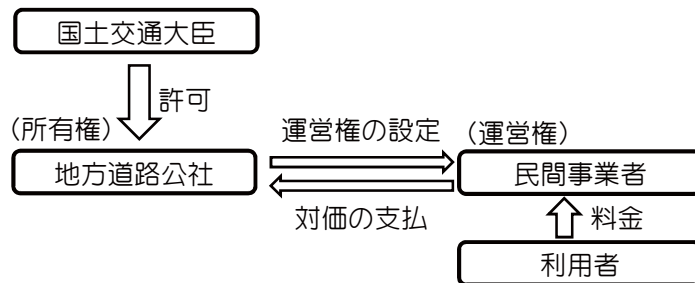 国土交通大臣
許可
(所有権)
運営権の設定
(運営権)
地方道路公社
民間事業者
対価の支払
料金
利用者